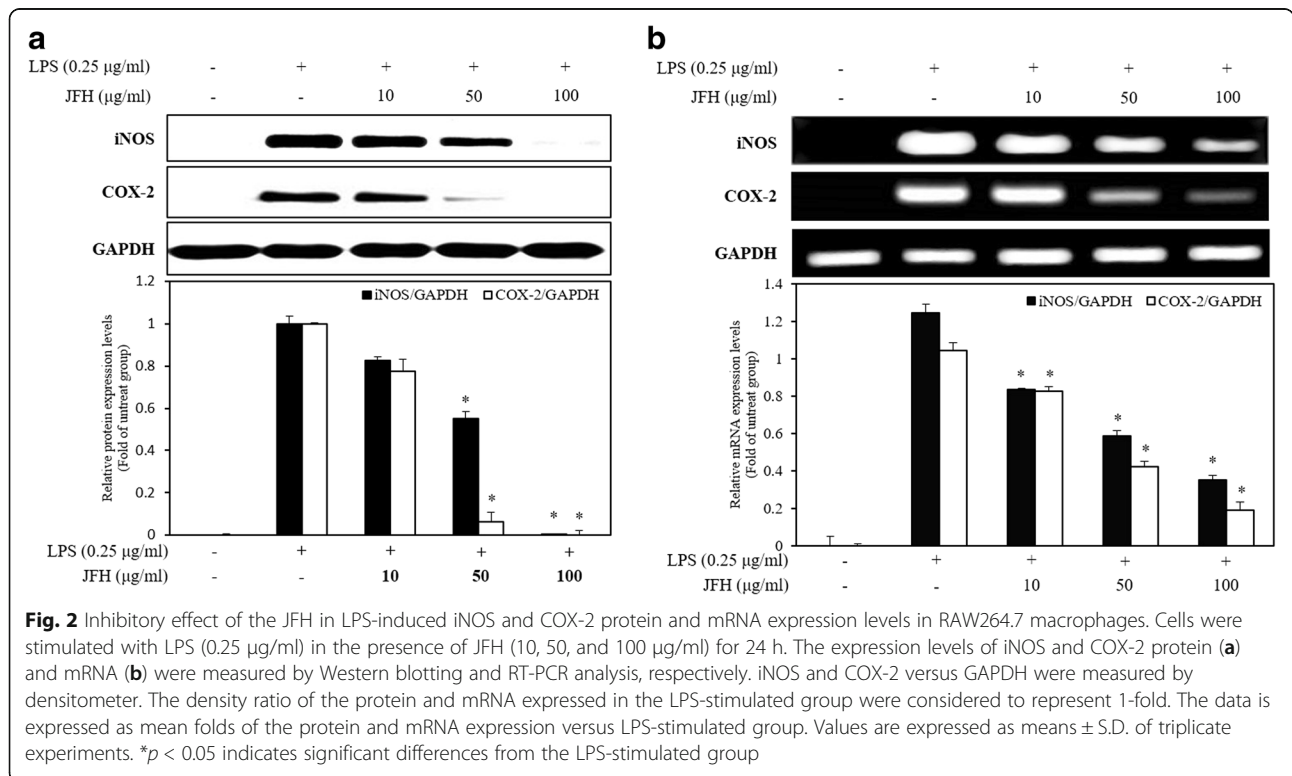 a
LPS (0.25 µg/ml) - + + + +
JFH (µg/ml) - - 10 50 100
iNOS
COX-2
GAPDH
1.2
1
0.8
0.6
0.4
0.2
0
Relative protein expression levels
(Fold of untreat group)
iNOS/GAPDH COX-2/GAPDH
* * * *
LPS (0.25 µg/ml) - + + + +
JFH (µg/ml) - - 10 50 100
b
LPS (0.25 µg/ml) - + + + +
JFH (µg/ml) - - 10 50 100
iNOS
COX-2
GAPDH
1.4
1.2
1
0.8
0.6
0.4
0.2
0
Relative mRNA expression levels
(Fold of untreat group)
iNOS/GAPDH COX-2/GAPDH
* * * * * *
LPS (0.25 µg/ml) - + + + +
JFH (µg/ml) - - 10 50 100
Fig. 2 Inhibitory effect of the JFH in LPS-induced iNOS and COX-2 protein and mRNA expression levels in RAW264.7 macrophages. Cells were
stimulated with LPS (0.25 µg/ml) in the presence of JFH (10, 50, and 100 µg/ml) for 24 h. The expression levels of iNOS and COX-2 protein (a)
and mRNA (b) were measured by Western blotting and RT-PCR analysis, respectively. iNOS and COX-2 versus GAPDH were measured by
densitometer. The density ratio of the protein and mRNA expressed in the LPS-stimulated group were considered to represent 1-fold. The data is
expressed as mean folds of the protein and mRNA expression versus LPS-stimulated group. Values are expressed as means ± S.D. of triplicate
experiments. *p < 0.05 indicates significant differences from the LPS-stimulated group